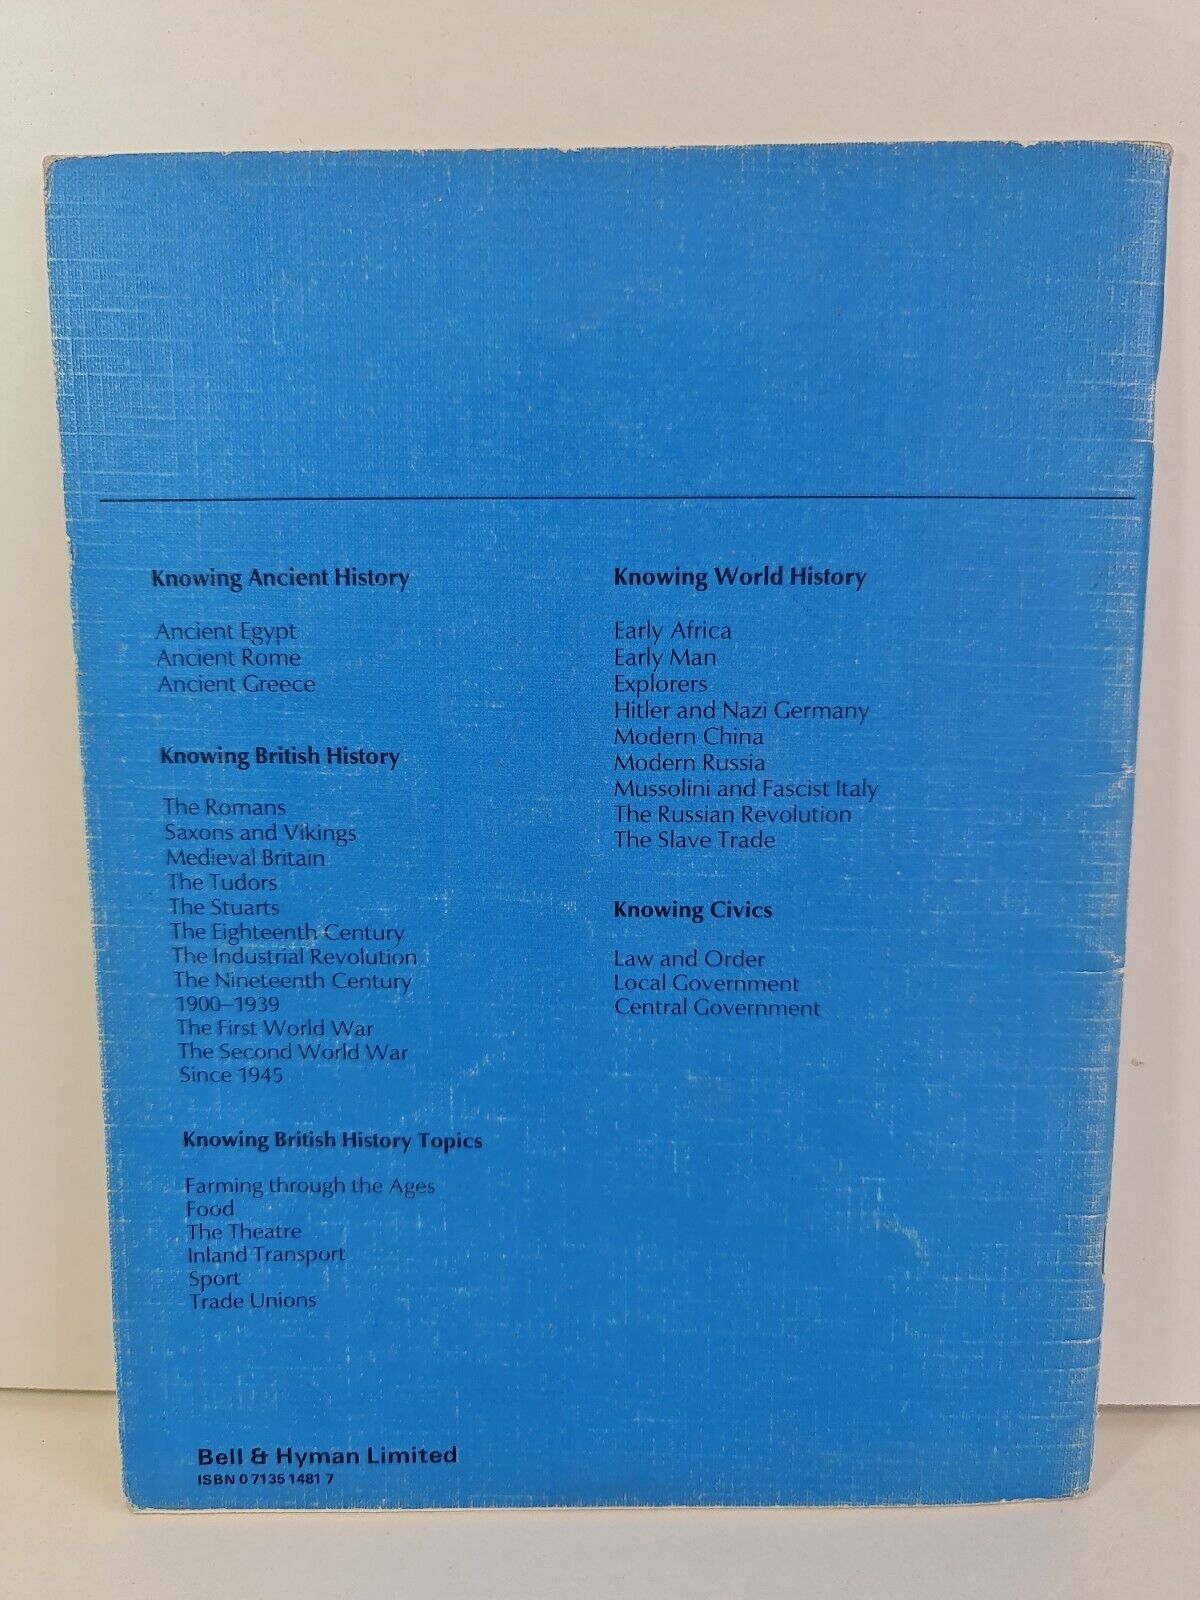 Knowing Ancient History
Ancient Egypt
Ancient Rome
Ancient Greece
Knowing British History
The Romans
Saxons and Vikings
Medieval Britain
The Tudors
The Stuarts
The Eighteenth Century
The Industrial Revolution
The Nineteenth Century
1900–1939
The First World War
The Second World War
Since 1945
Knowing British History Topics
Farming through the Ages
Food
The Theatre
Inland Transport
Sport
Trade Unions
Knowing World History
Early Africa
Early Man
Explorers
Hitler and Nazi Germany
Modern China
Modern Russia
Mussolini and Fascist Italy
The Russian Revolution
The Slave Trade
Knowing Civics
Law and Order
Local Government
Central Government
Bell & Hyman Limited
ISBN 0 7135 1481 7